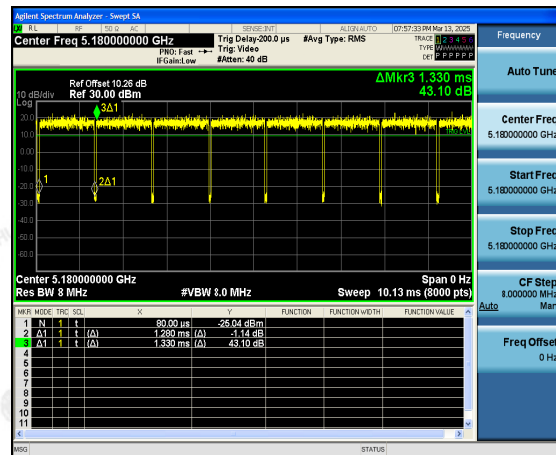 Agilent Spectrum Analyzer - Swept SA
RL RF 50 Ω AC SENSE:INT ALIGN AUTO 07:57:33 PM Mar 13, 2025
Center Freq 5.180000000 GHz
PNO: Fast
IFGain:Low
Trig Delay-200.0 µs
Trig: Video
#Atten: 40 dB
#Avg Type: RMS
TRACE 1 2 3 4 5 6
TYPE
DET P P P P P P
Ref Offset 10.26 dB
Ref 30.00 dBm
ΔMkr3 1.330 ms
43.10 dB
10 dB/div
Log
3Δ1
20.0
10.0
0.00
-10.0
1
2Δ1
-20.0
-30.0
-40.0
-50.0
-60.0
Center 5.180000000 GHz
Span 0 Hz
Res BW 8 MHz
#VBW 8.0 MHz
Sweep 10.13 ms (8000 pts)
MKR MODE TRC SCL X Y FUNCTION FUNCTION WIDTH FUNCTION VALUE
1 N 1 t 80.00 µs -25.04 dBm
2 Δ1 1 t (Δ) 1.280 ms (Δ) -1.14 dB
3 Δ1 1 t (Δ) 1.330 ms (Δ) 43.10 dB
4
5
6
7
8
9
10
11
MSG
STATUS
Frequency
Auto Tune
Center Freq
5.180000000 GHz
Start Freq
5.180000000 GHz
Stop Freq
5.180000000 GHz
CF Step
8.000000 MHz
Auto Man
Freq Offset
0 Hz